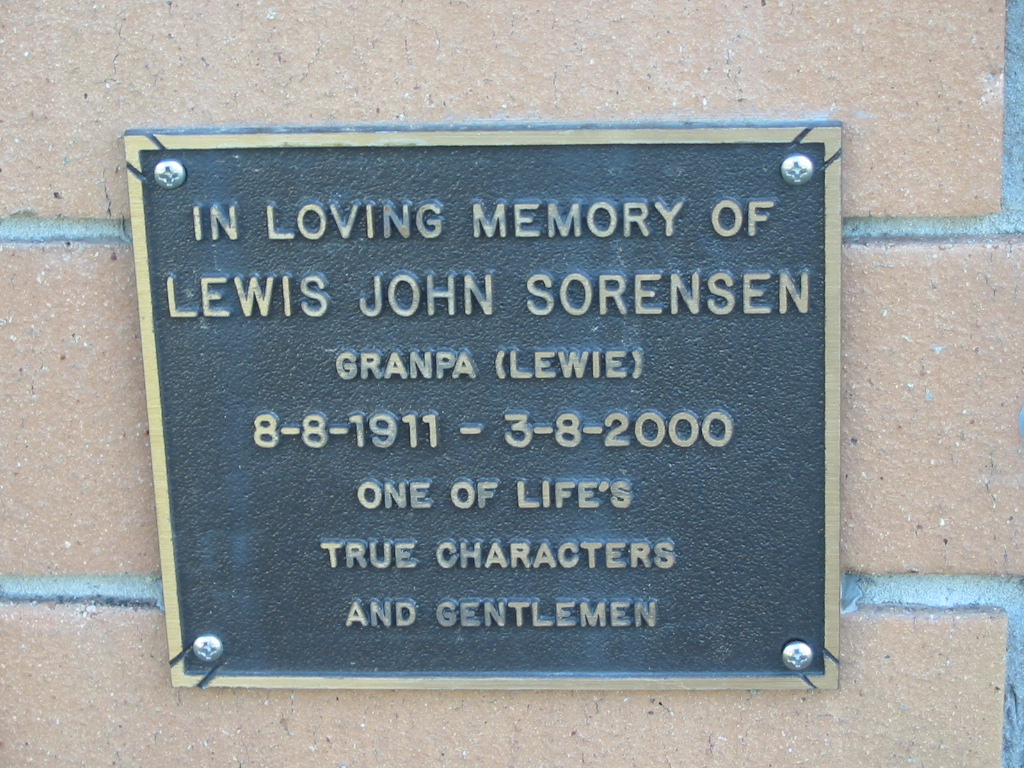 IN LOVING MEMORY OF
LEWIS JOHN SORENSEN
GRANPA (LEWIE)
8-8-1911 - 3-8-2000
ONE OF LIFE'S
TRUE CHARACTERS
AND GENTLEMEN